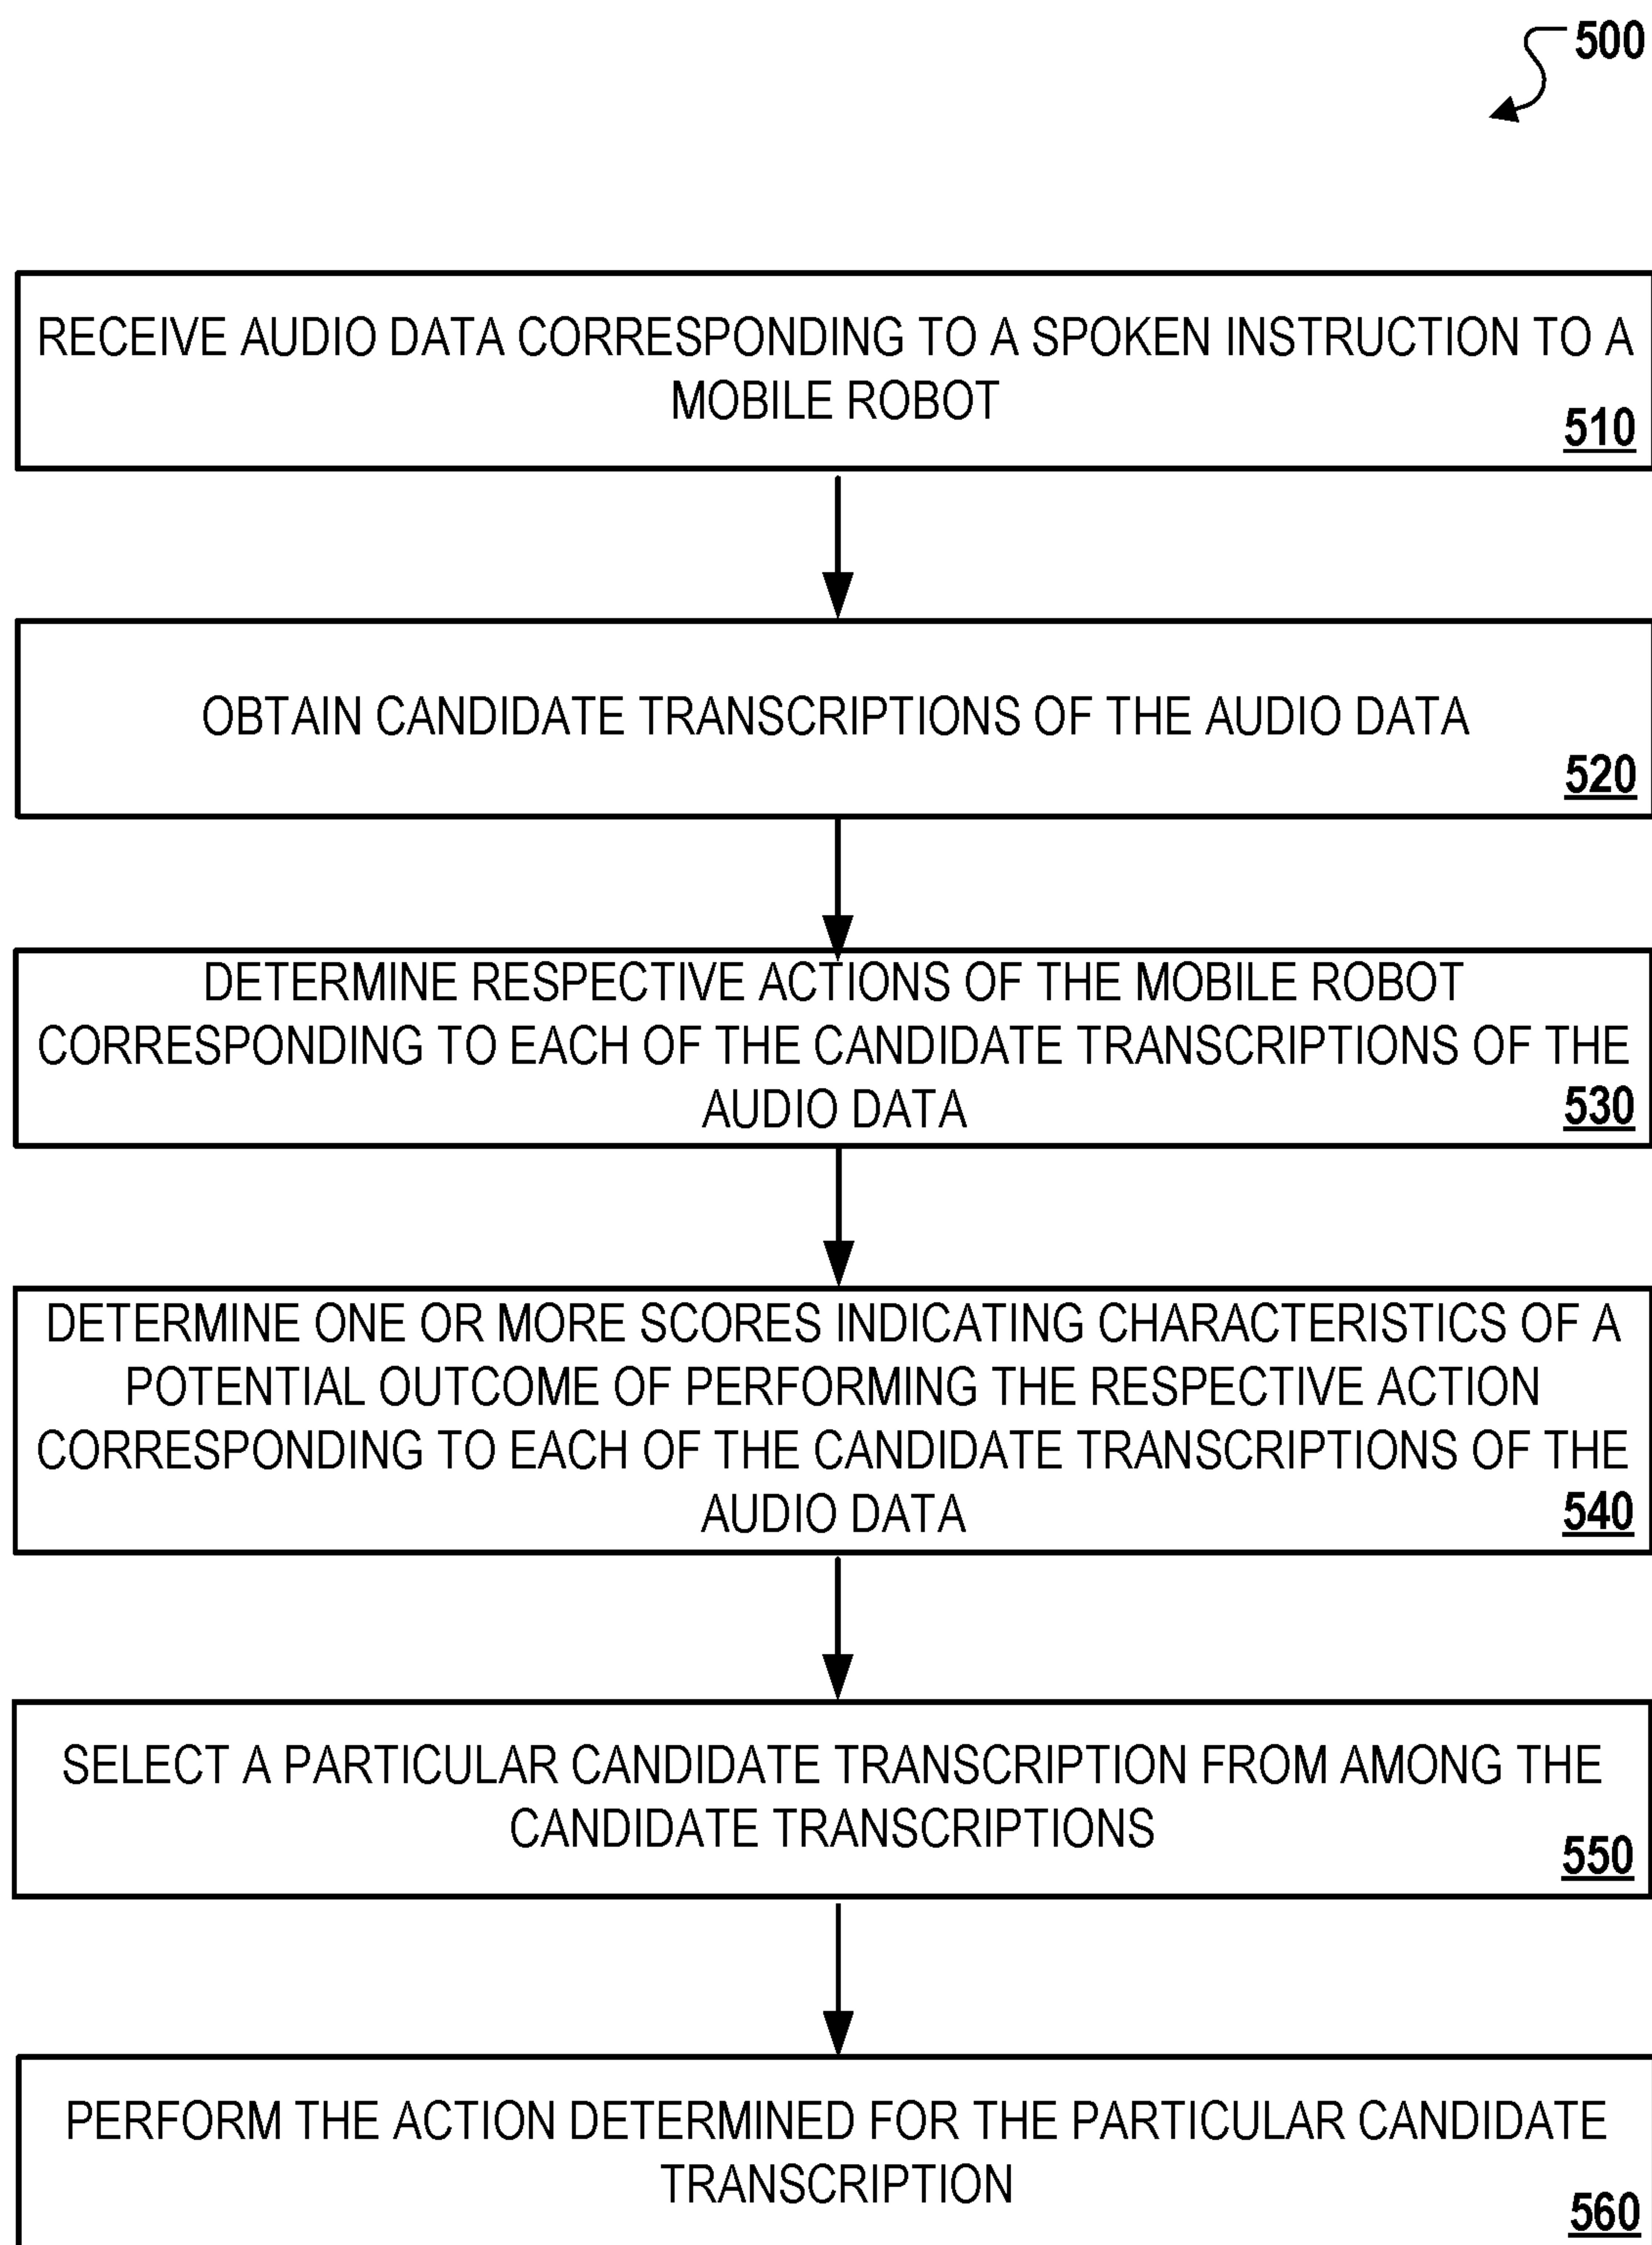 500
RECEIVE AUDIO DATA CORRESPONDING TO A SPOKEN INSTRUCTION TO A
MOBILE ROBOT
510
OBTAIN CANDIDATE TRANSCRIPTIONS OF THE AUDIO DATA
520
DETERMINE RESPECTIVE ACTIONS OF THE MOBILE ROBOT
CORRESPONDING TO EACH OF THE CANDIDATE TRANSCRIPTIONS OF THE
AUDIO DATA
530
DETERMINE ONE OR MORE SCORES INDICATING CHARACTERISTICS OF A
POTENTIAL OUTCOME OF PERFORMING THE RESPECTIVE ACTION
CORRESPONDING TO EACH OF THE CANDIDATE TRANSCRIPTIONS OF THE
AUDIO DATA
540
SELECT A PARTICULAR CANDIDATE TRANSCRIPTION FROM AMONG THE
CANDIDATE TRANSCRIPTIONS
550
PERFORM THE ACTION DETERMINED FOR THE PARTICULAR CANDIDATE
TRANSCRIPTION
560